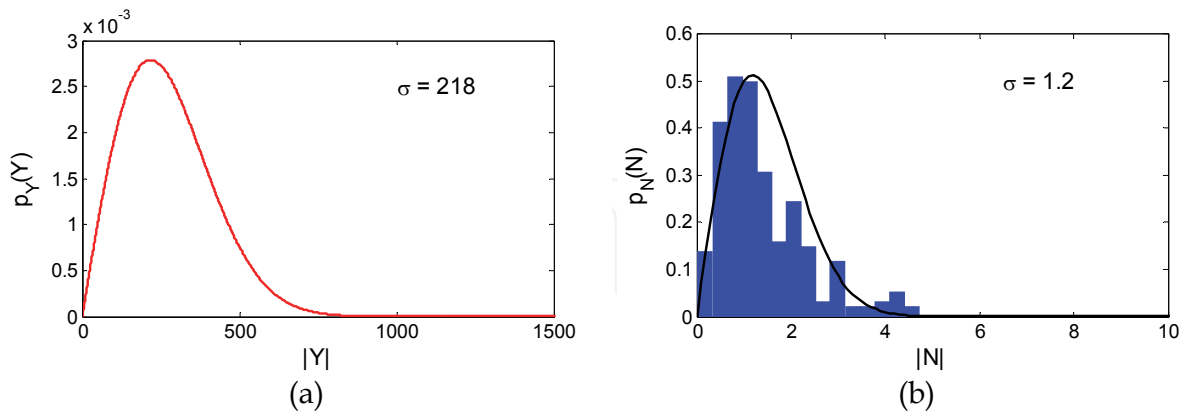 x 10⁻³
3
2.5
2
1.5
1
0.5
0
0 500 1000 1500
p_Y(Y)
|Y|
σ = 218
(a)
0.6
0.5
0.4
0.3
0.2
0.1
0
0 2 4 6 8 10
p_N(N)
|N|
σ = 1.2
(b)